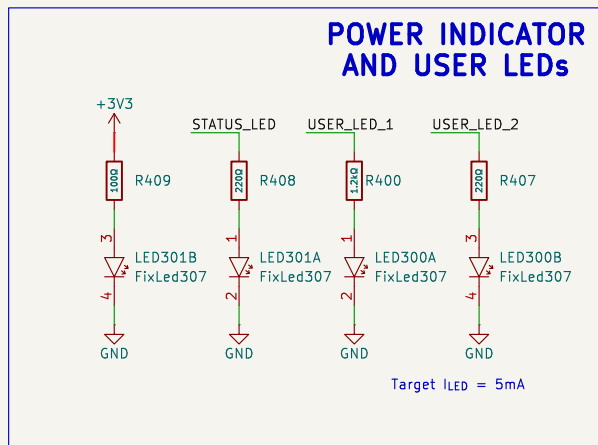 POWER INDICATOR
AND USER LEDs
+3V3
STATUS_LED
USER_LED_1
USER_LED_2
100Ω
R409
220Ω
R408
1.2kΩ
R400
220Ω
R407
3
1
1
3
LED301B
FixLed307
LED301A
FixLed307
LED300A
FixLed307
LED300B
FixLed307
4
2
2
4
GND
GND
GND
GND
Target ILED = 5mA